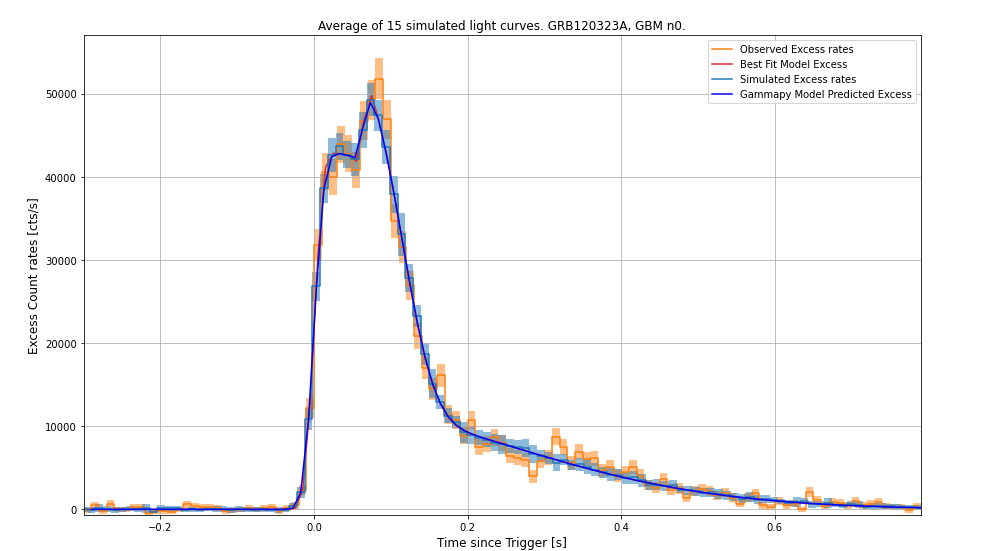 Average of 15 simulated light curves. GRB120323A, GBM n0.
Observed Excess rates
Best Fit Model Excess
Simulated Excess rates
Gammapy Model Predicted Excess
Excess Count rates [cts/s]
50000
40000
30000
20000
10000
0
−0.2
0.0
0.2
0.4
0.6
Time since Trigger [s]